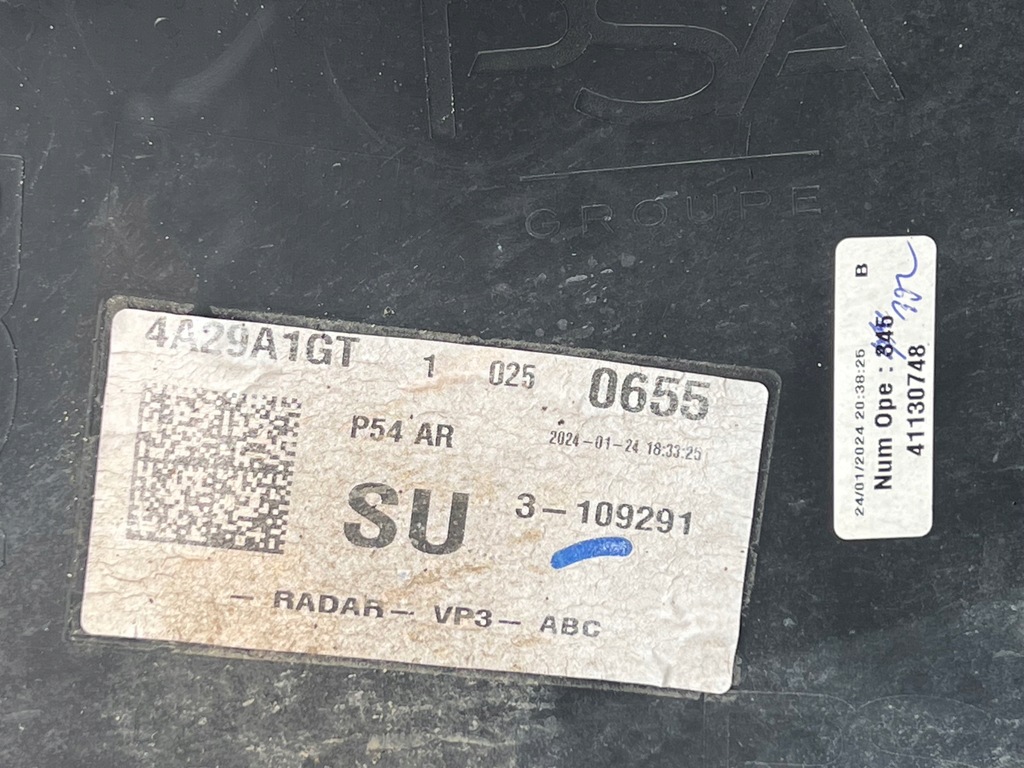 PSA
GROUPE
4A29A1GT 1 025 0655
P54 AR 2024-01-24 18:33:25
SU 3-109291
- RADAR- VP3- ABC
24/01/2024 20:38:25 B
Num Ope : 845
41130748